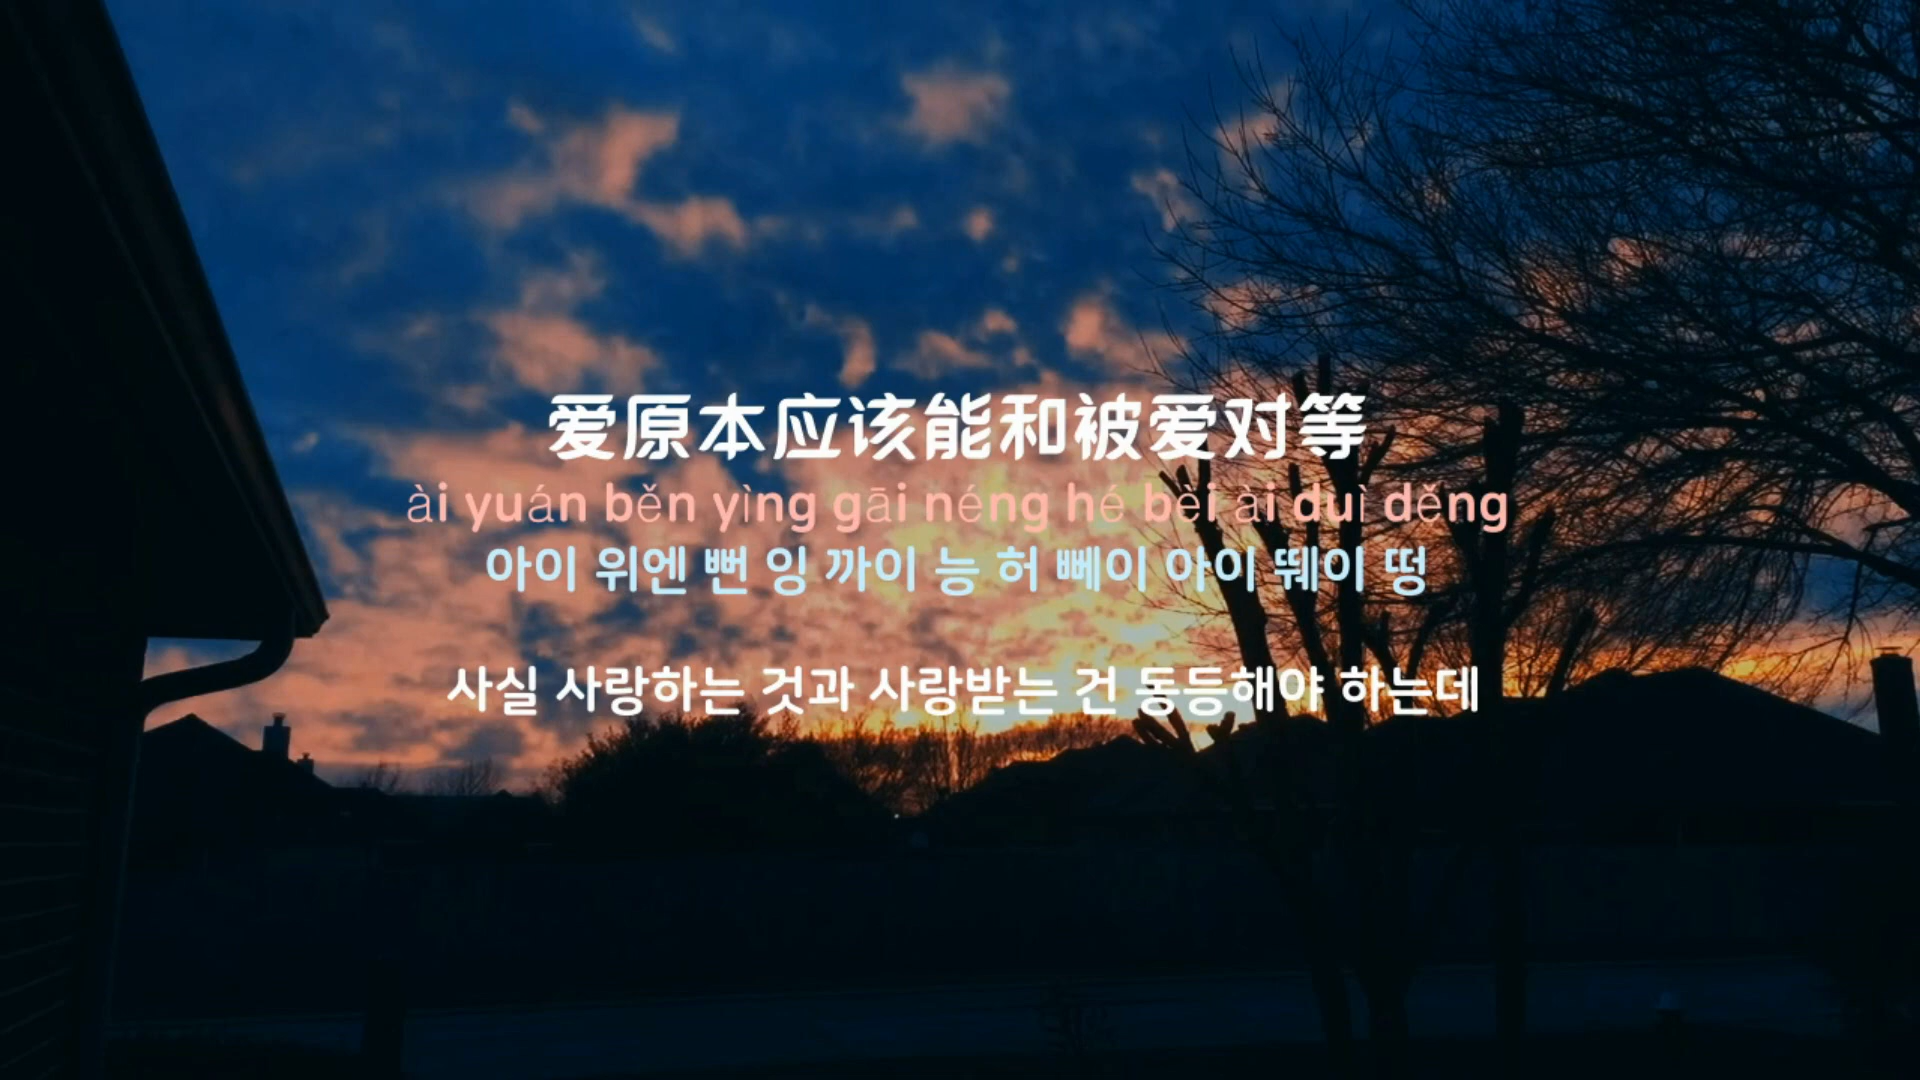 爱原本应该能和被爱对等
ài yuán běn yìng gāi néng hé bèi ài duì děng
아이 위엔 뻔 잉 까이 능 허 뻬이 아이 뛔이 떵
사실 사랑하는 것과 사랑받는 건 동등해야 하는데